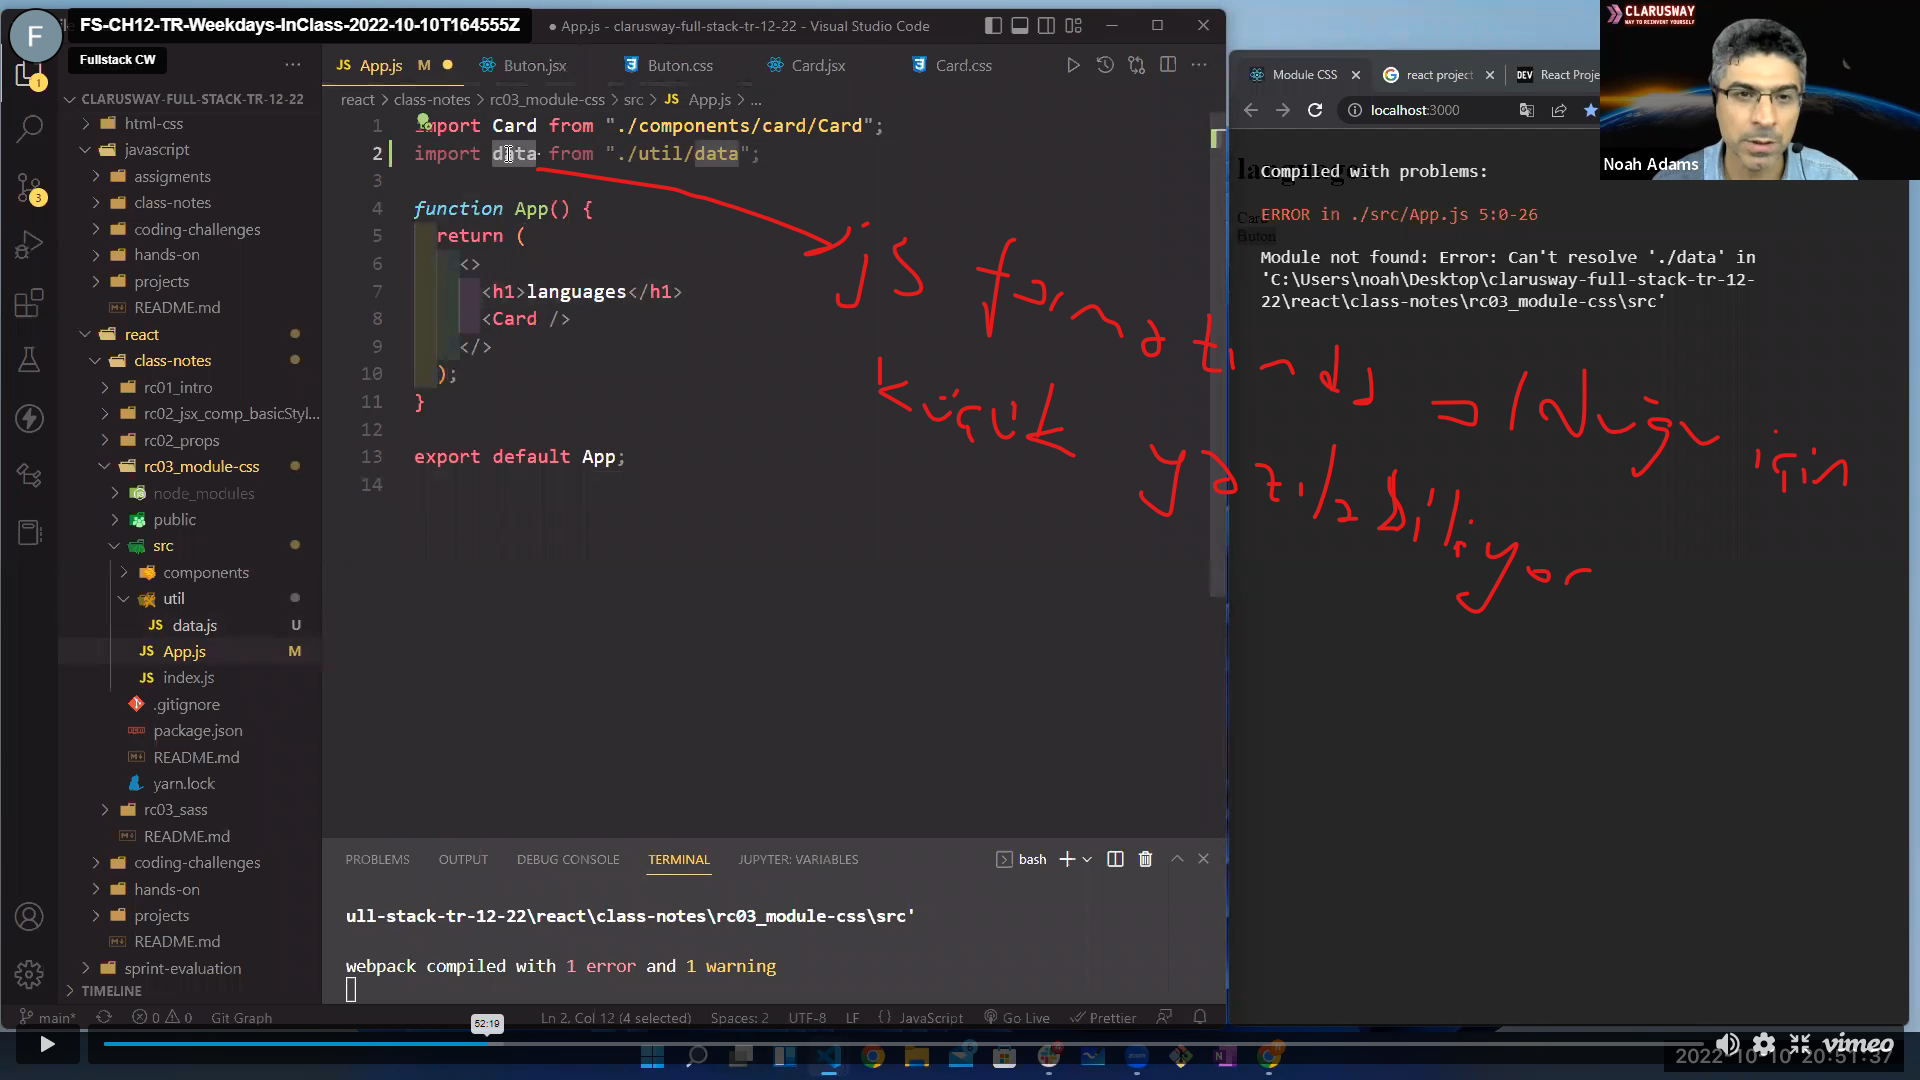 FS-CH12-TR-Weekdays-InClass-2022-10-10T164555Z
F
Fullstack CW
App.js - clarusway-full-stack-tr-12-22 - Visual Studio Code
CLARUSWAY
WAY TO REINVENT YOURSELF
Noah Adams
App.js M
Buton.jsx
Buton.css
Card.jsx
Card.css
react > class-notes > rc03_module-css > src > JS App.js > ...
CLARUSWAY-FULL-STACK-TR-12-22
html-css
javascript
assigments
class-notes
coding-challenges
hands-on
projects
README.md
react
class-notes
rc01_intro
rc02_jsx_comp_basicStyl...
rc02_props
rc03_module-css
node_modules
public
src
components
util
JS data.js U
JS App.js M
JS index.js
.gitignore
package.json
README.md
yarn.lock
rc03_sass
README.md
coding-challenges
hands-on
projects
README.md
sprint-evaluation
TIMELINE
1 import Card from "./components/card/Card";
2 import data from "./util/data";
3
4 function App() {
5 return (
6 <>
7 <h1>languages</h1>
8 <Card />
9 </>
10 );
11 }
12
13 export default App;
14
js formatında
küçük yazılabiliyor
için
Module CSS
react project
DEV React Proje
localhost:3000
Compiled with problems:
ERROR in ./src/App.js 5:0-26
Card
Buton
Module not found: Error: Can't resolve './data' in
'C:\Users\noah\Desktop\clarusway-full-stack-tr-12-
22\react\class-notes\rc03_module-css\src'
PROBLEMS OUTPUT DEBUG CONSOLE TERMINAL JUPYTER: VARIABLES
bash
ull-stack-tr-12-22\react\class-notes\rc03_module-css\src'
webpack compiled with 1 error and 1 warning
main* 0 0 Git Graph
Ln 2, Col 12 (4 selected) Spaces: 2 UTF-8 LF {} JavaScript Go Live Prettier
52:19
vimeo
2022-10-10 20:51:37